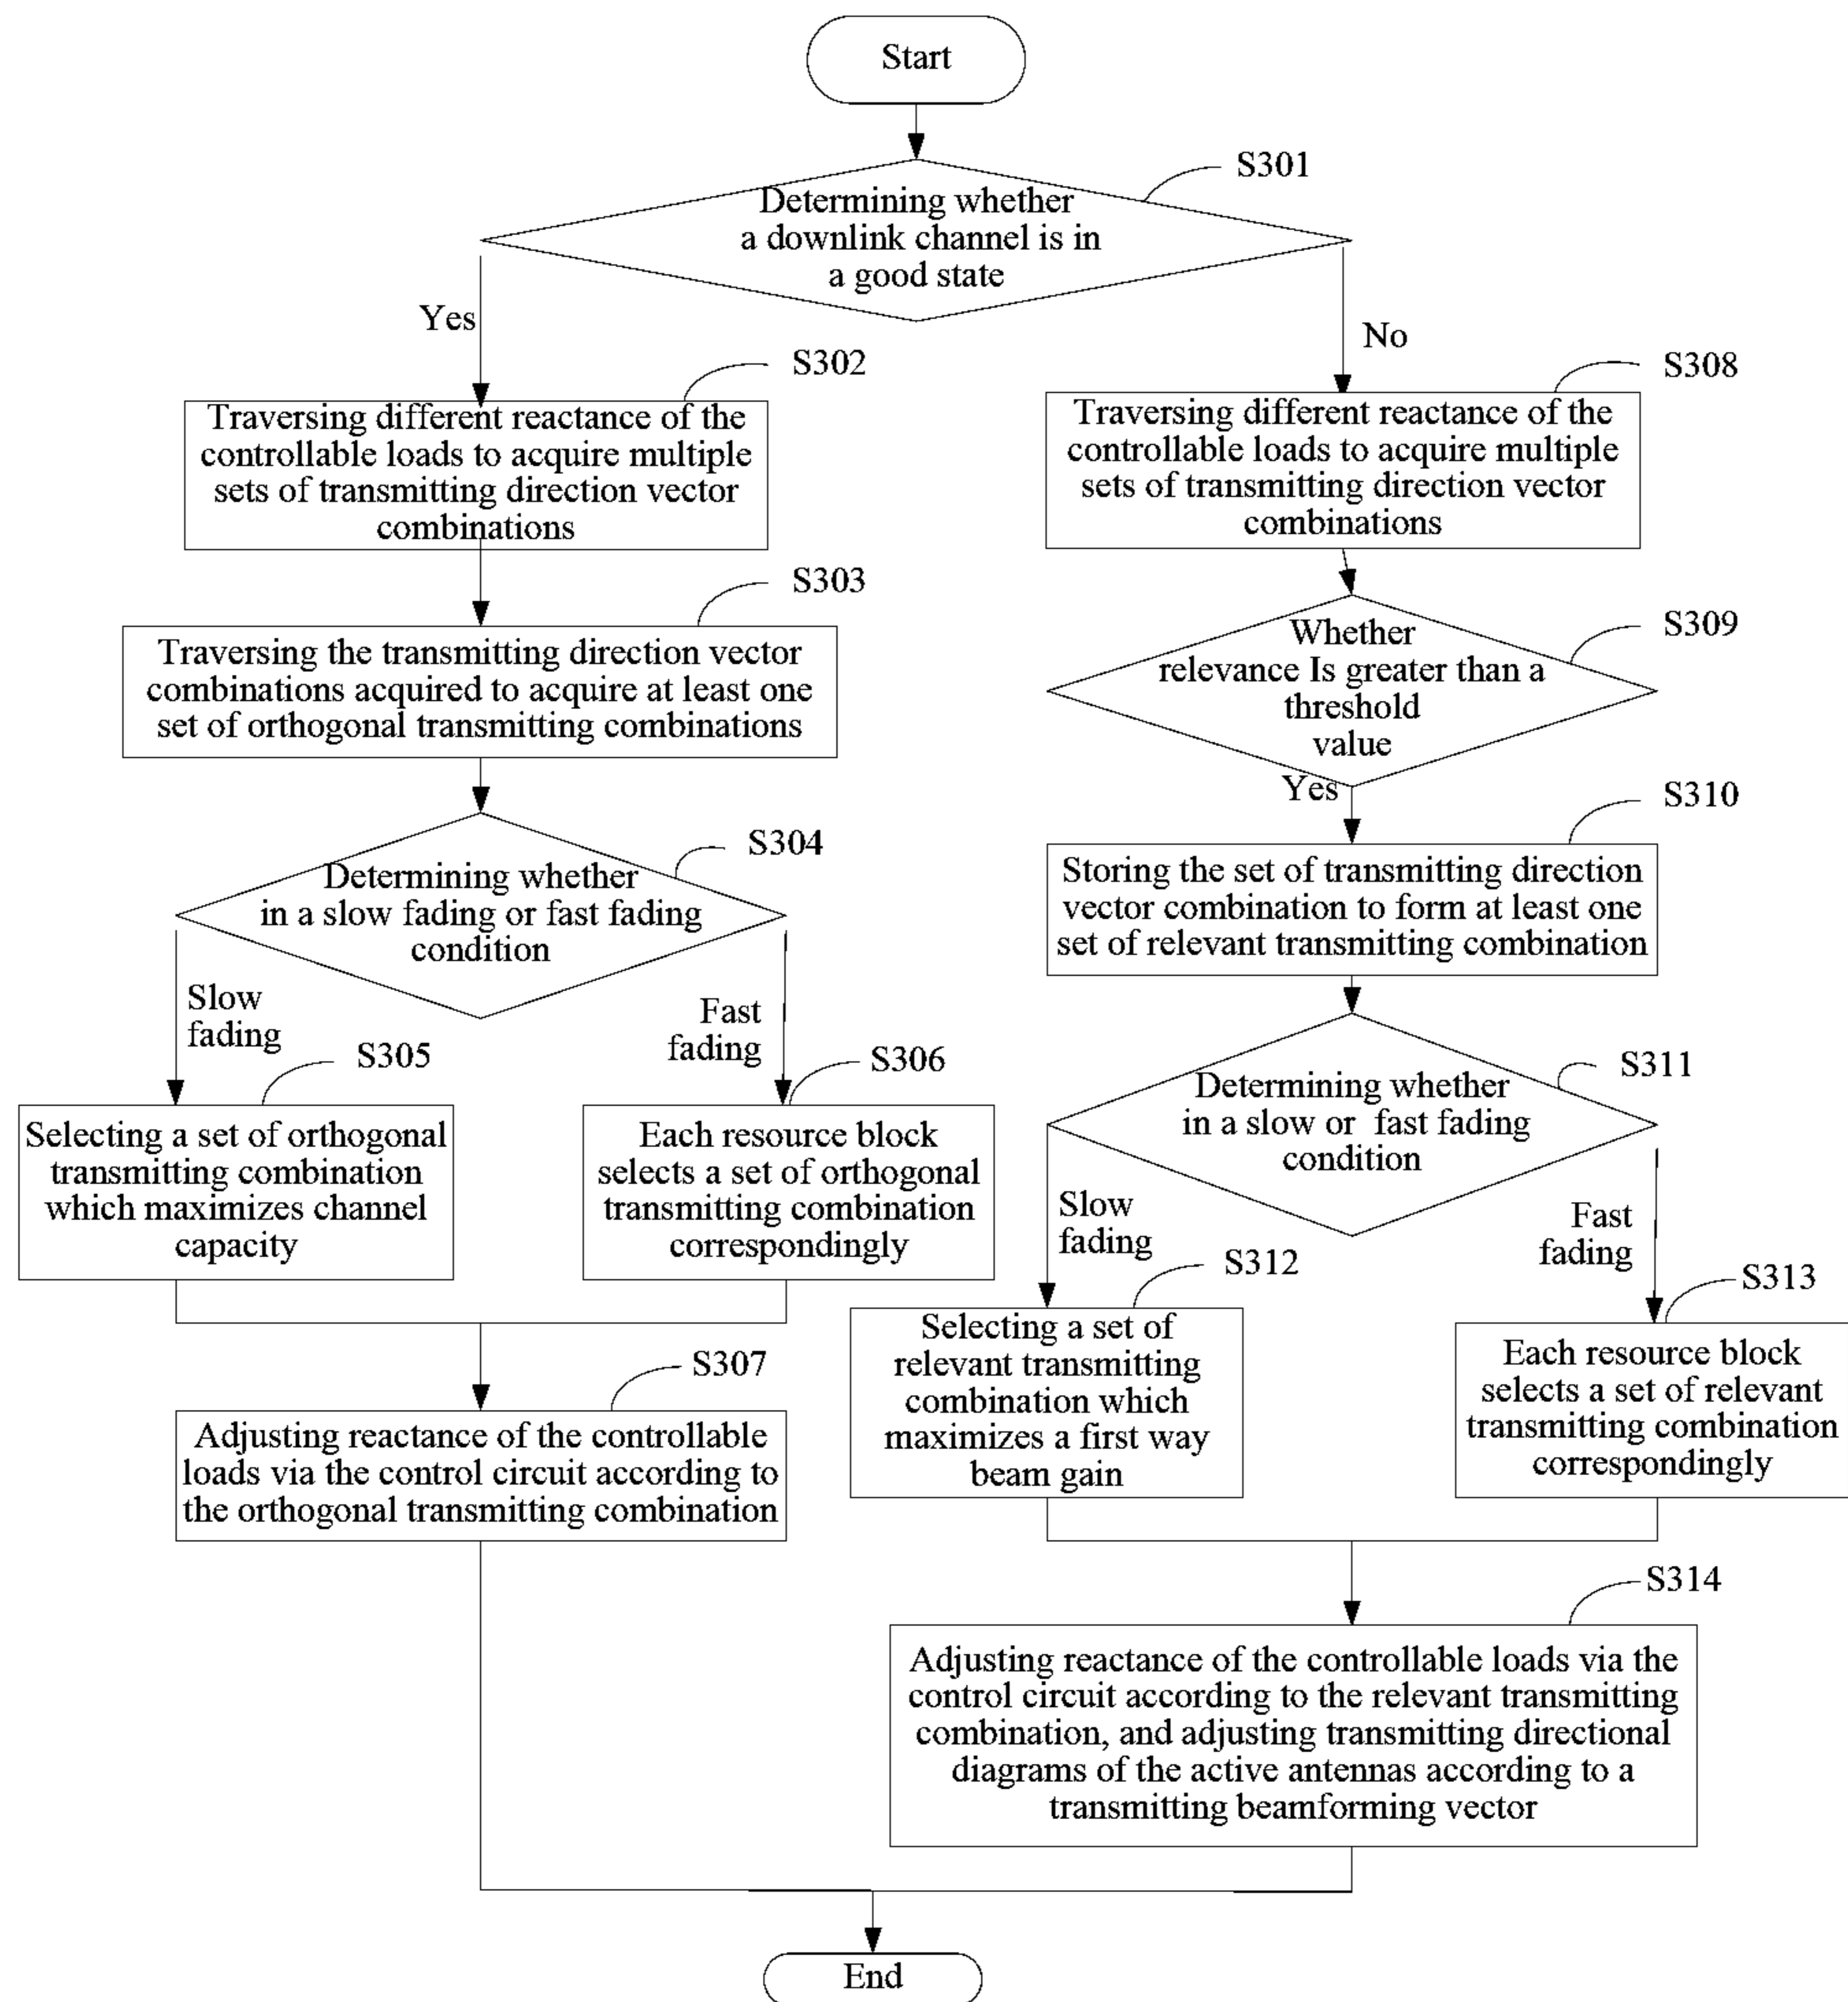 Start
S301
Determining whether
a downlink channel is in
a good state
Yes
No
S302
Traversing different reactance of the
controllable loads to acquire multiple
sets of transmitting direction vector
combinations
S308
Traversing different reactance of the
controllable loads to acquire multiple
sets of transmitting direction vector
combinations
S303
Traversing the transmitting direction vector
combinations acquired to acquire at least one
set of orthogonal transmitting combinations
S309
Whether
relevance Is greater than a
threshold
value
Yes
S304
Determining whether
in a slow fading or fast fading
condition
S310
Storing the set of transmitting direction
vector combination to form at least one
set of relevant transmitting combination
Slow
fading
Fast
fading
S305
Selecting a set of orthogonal
transmitting combination
which maximizes channel
capacity
S306
Each resource block
selects a set of orthogonal
transmitting combination
correspondingly
S311
Determining whether
in a slow or fast fading
condition
Slow
fading
Fast
fading
S312
Selecting a set of
relevant transmitting
combination which
maximizes a first way
beam gain
S313
Each resource block
selects a set of relevant
transmitting combination
correspondingly
S307
Adjusting reactance of the controllable
loads via the control circuit according to
the orthogonal transmitting combination
S314
Adjusting reactance of the controllable loads via the
control circuit according to the relevant transmitting
combination, and adjusting transmitting directional
diagrams of the active antennas according to a
transmitting beamforming vector
End